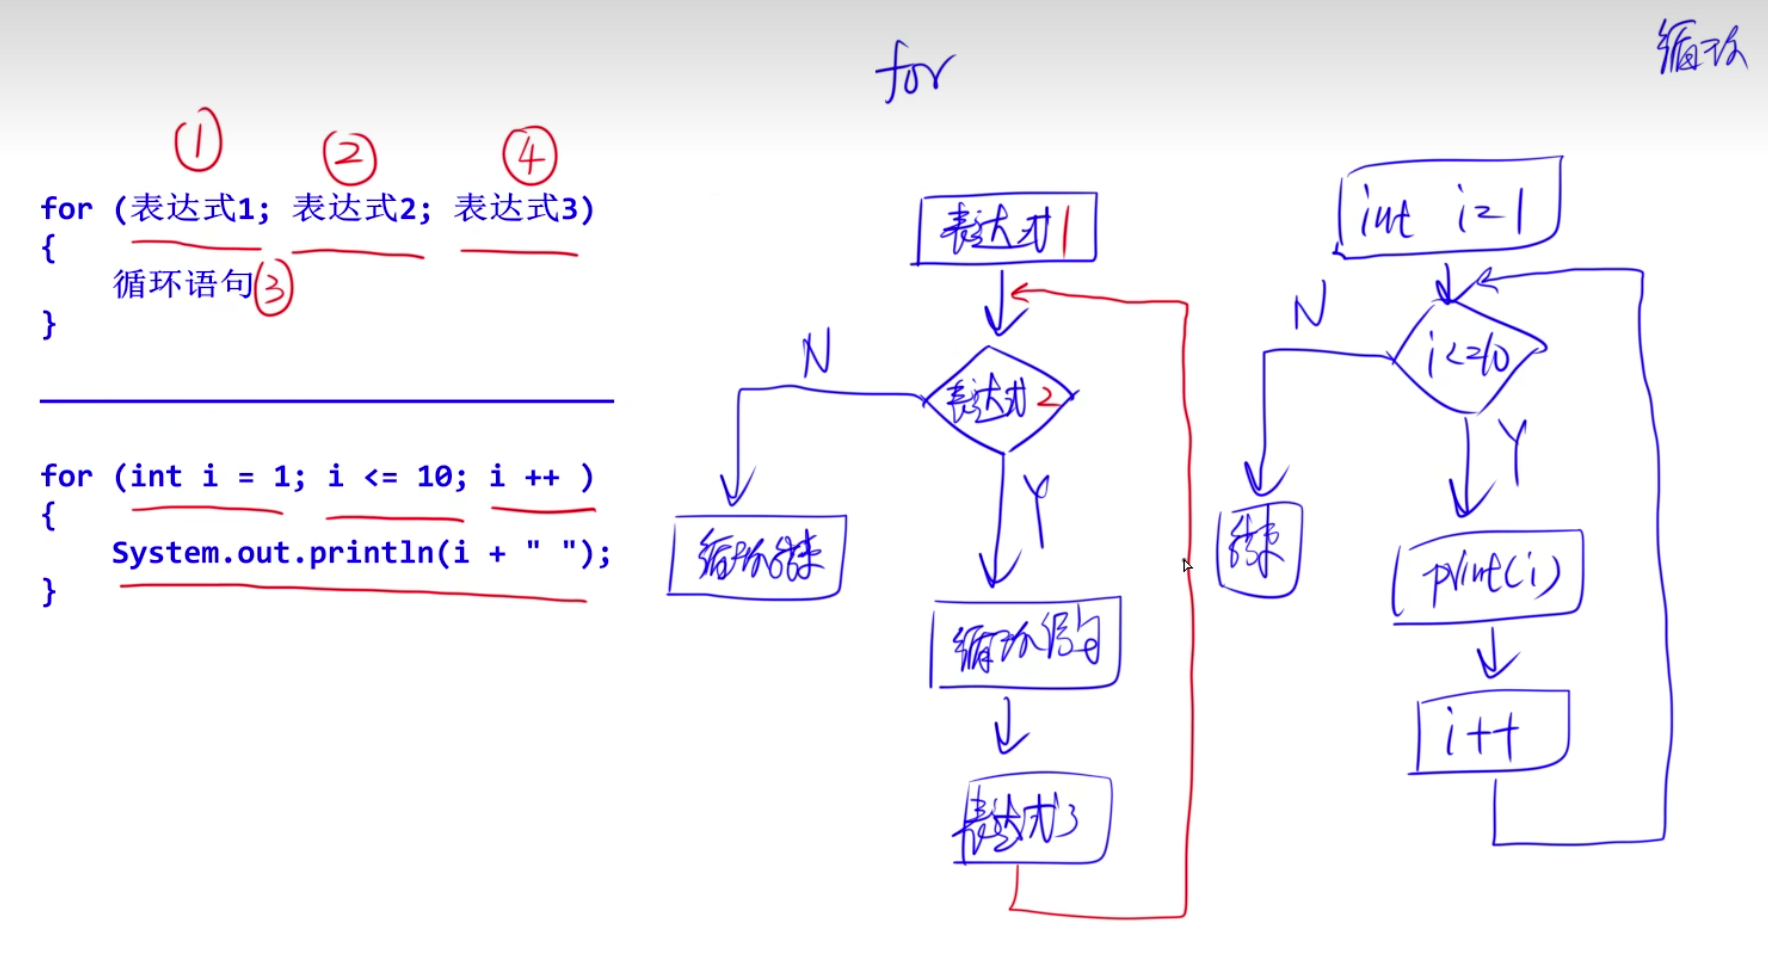 for
循环
① ② ④
for (表达式1; 表达式2; 表达式3)
{
循环语句③
}
for (int i = 1; i <= 10; i ++ )
{
System.out.println(i + " ");
}
表达式1
表达式2
N
Y
循环结束
循环语句
表达式3
int i=1
i<=10
N
Y
结束
print(i)
i++